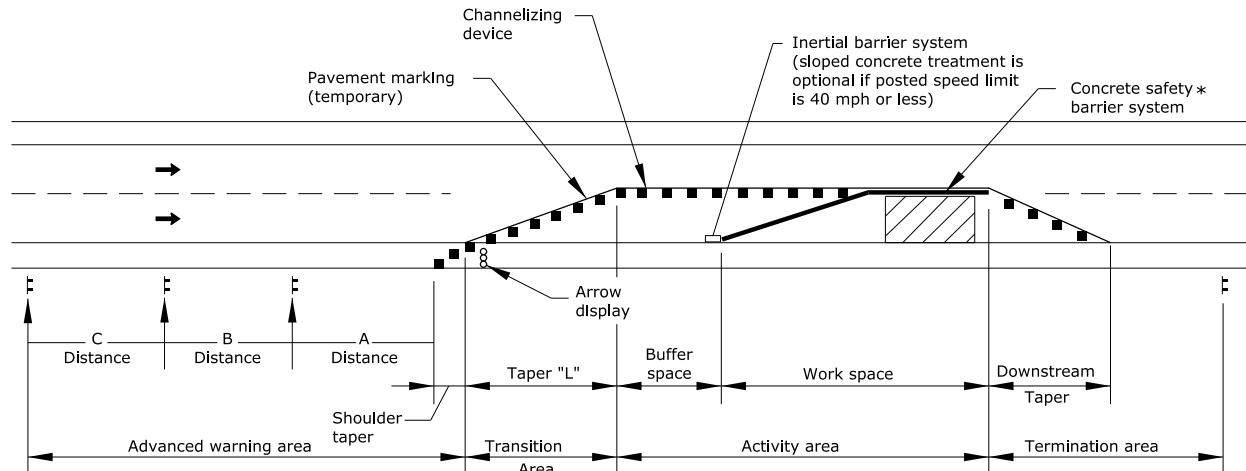 Channelizing
device
Inertial barrier system
(sloped concrete treatment is
optional if posted speed limit
is 40 mph or less)
Pavement marking
(temporary)
Concrete safety *
barrier system
Arrow
display
C
Distance
B
Distance
A
Distance
Shoulder
taper
Taper "L"
Buffer
space
Work space
Downstream
Taper
Advanced warning area
Transition
Area
Activity area
Termination area